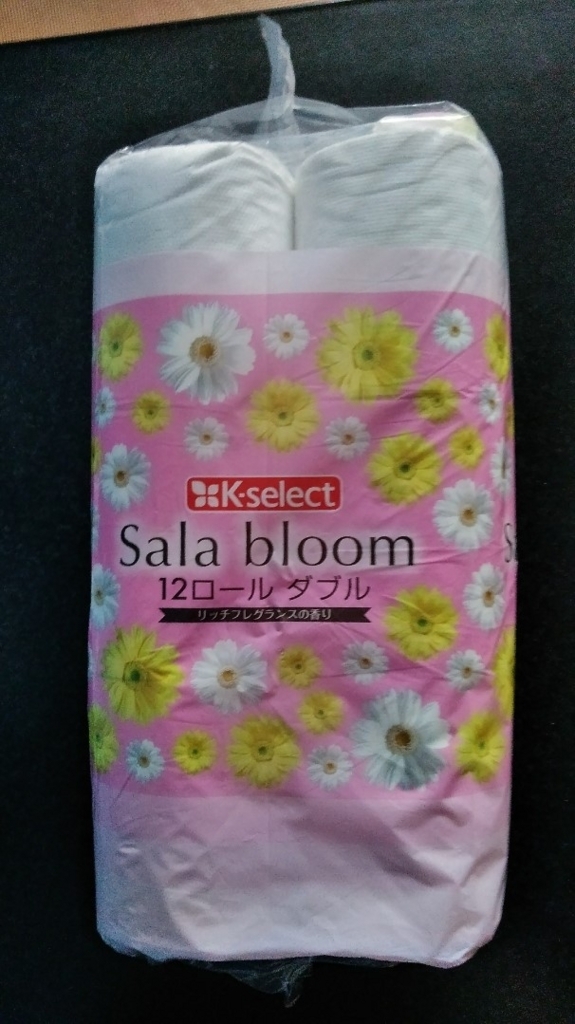 K-select
Sala bloom
12ロール ダブル
リッチフレグランスの香り
S